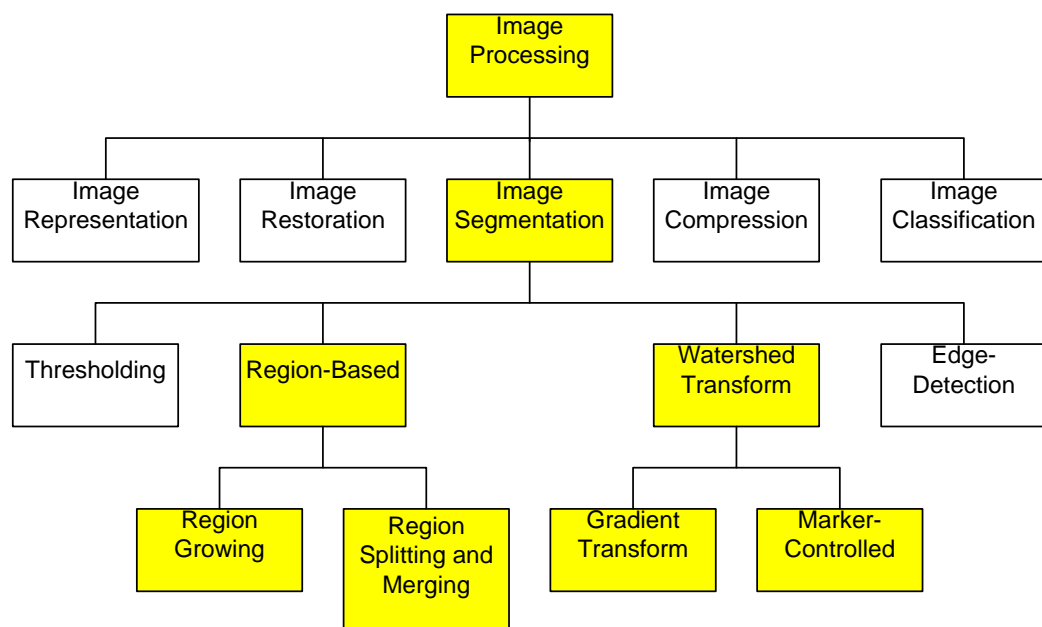 Image
Processing
Image
Representation
Image
Restoration
Image
Segmentation
Image
Compression
Image
Classification
Thresholding
Region-Based
Watershed
Transform
Edge-
Detection
Region
Growing
Region
Splitting and
Merging
Gradient
Transform
Marker-
Controlled